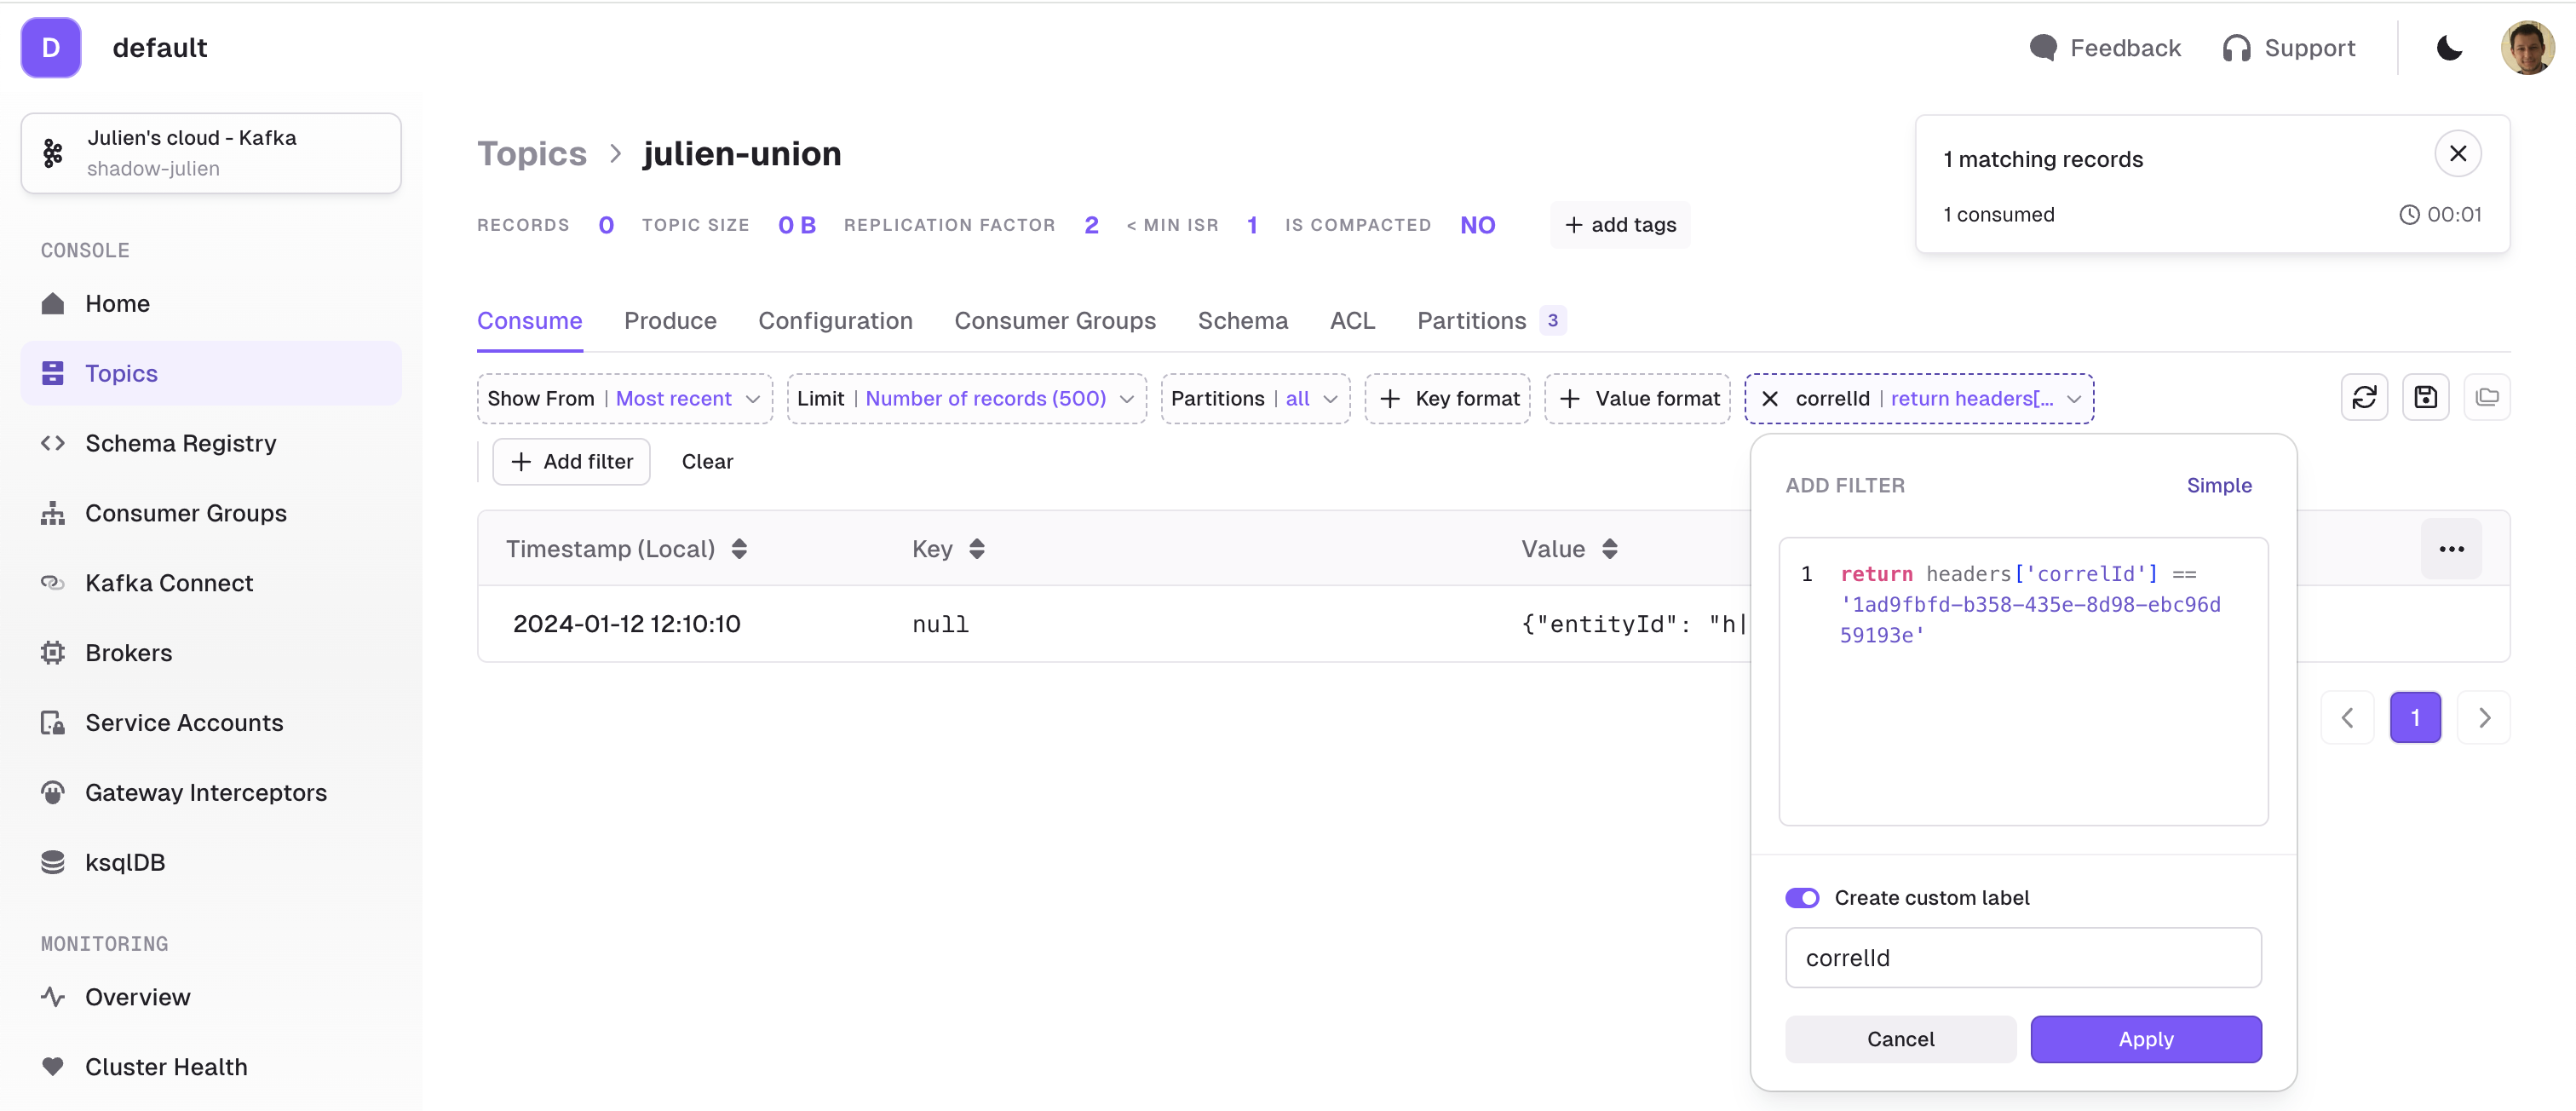 D default
Feedback Support
Julien's cloud - Kafka
shadow-julien
CONSOLE
Home
Topics
Schema Registry
Consumer Groups
Kafka Connect
Brokers
Service Accounts
Gateway Interceptors
ksqlDB
MONITORING
Overview
Cluster Health
Topics > julien-union
RECORDS 0 TOPIC SIZE 0 B REPLICATION FACTOR 2 < MIN ISR 1 IS COMPACTED NO + add tags
1 matching records
1 consumed 00:01
Consume Produce Configuration Consumer Groups Schema ACL Partitions 3
Show From | Most recent Limit | Number of records (500) Partitions | all + Key format + Value format × correlId | return headers[...
+ Add filter Clear
Timestamp (Local) Key Value ...
2024-01-12 12:10:10 null {"entityId": "h|
1
ADD FILTER Simple
1 return headers['correlId'] ==
'1ad9fbfd-b358-435e-8d98-ebc96d
59193e'
Create custom label
correlId
Cancel Apply